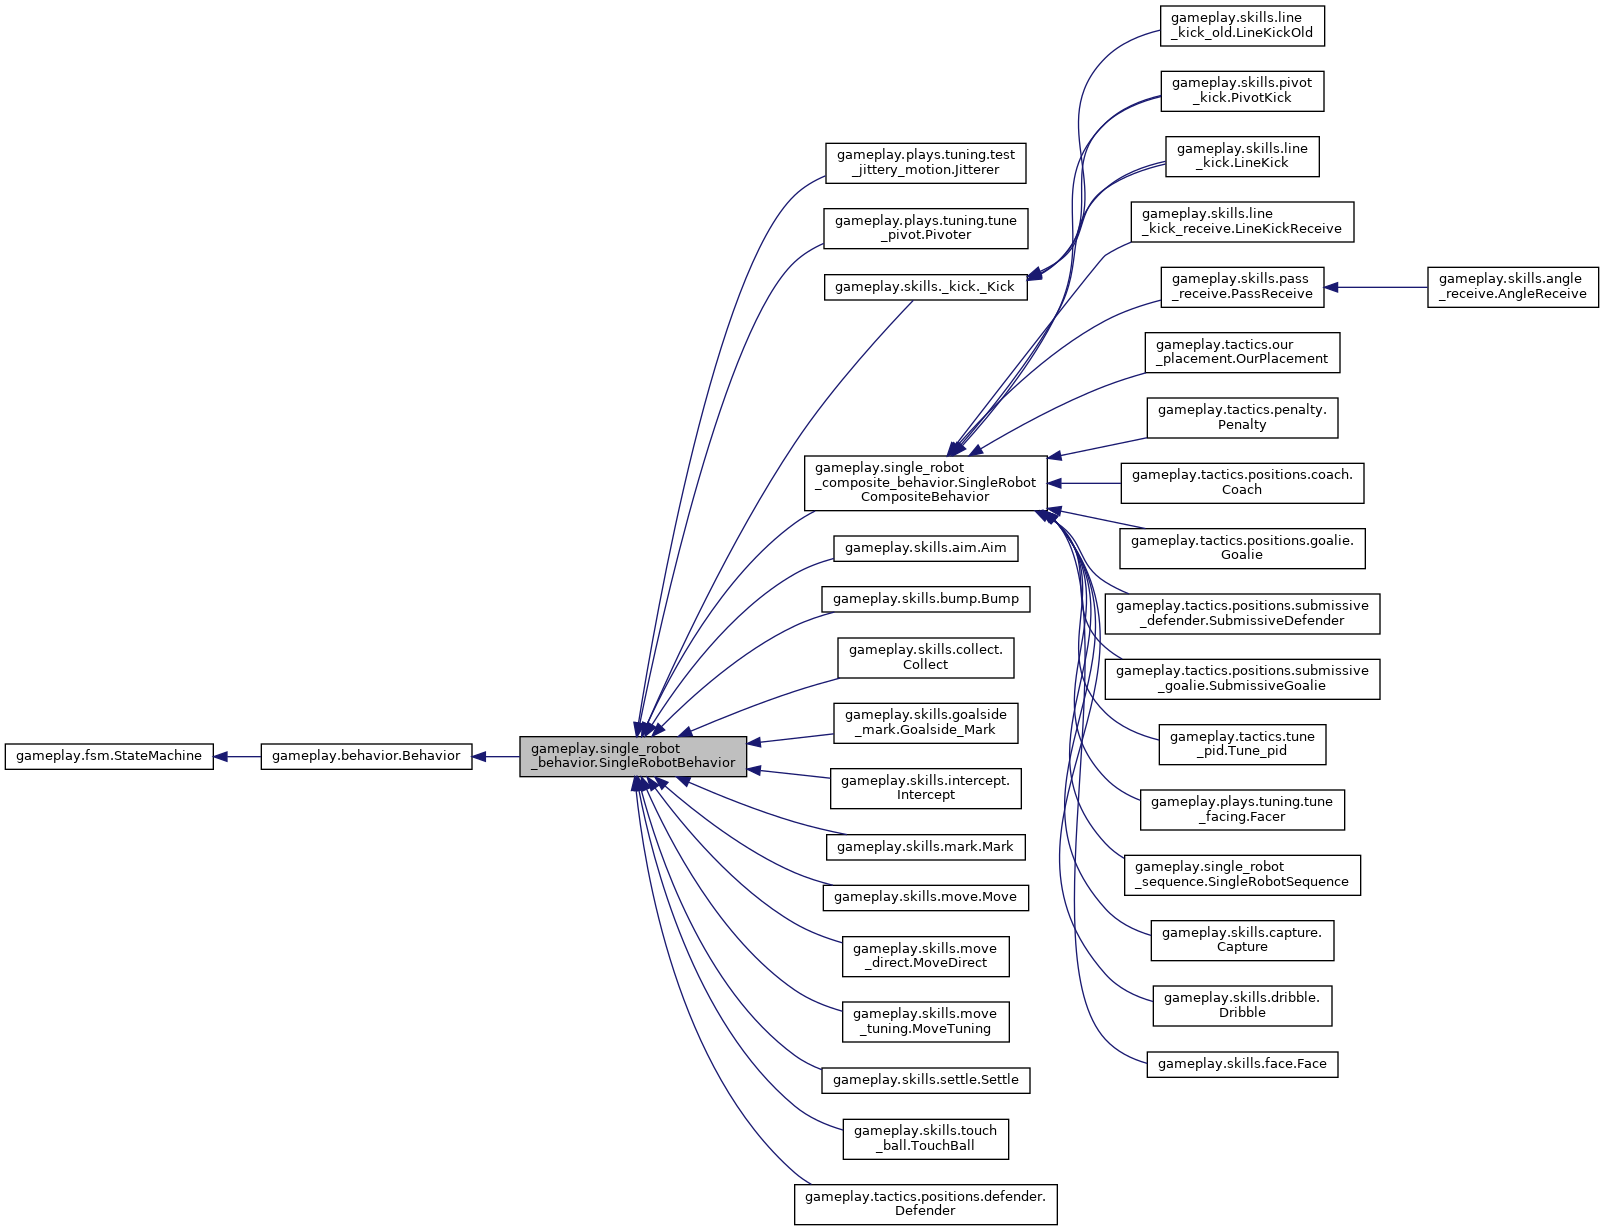 gameplay.fsm.StateMachine
gameplay.behavior.Behavior
gameplay.single_robot
_behavior.SingleRobotBehavior
gameplay.plays.tuning.test
_jittery_motion.Jitterer
gameplay.plays.tuning.tune
_pivot.Pivoter
gameplay.skills._kick._Kick
gameplay.single_robot
_composite_behavior.SingleRobot
CompositeBehavior
gameplay.skills.aim.Aim
gameplay.skills.bump.Bump
gameplay.skills.collect.
Collect
gameplay.skills.goalside
_mark.Goalside_Mark
gameplay.skills.intercept.
Intercept
gameplay.skills.mark.Mark
gameplay.skills.move.Move
gameplay.skills.move
_direct.MoveDirect
gameplay.skills.move
_tuning.MoveTuning
gameplay.skills.settle.Settle
gameplay.skills.touch
_ball.TouchBall
gameplay.tactics.positions.defender.
Defender
gameplay.skills.line
_kick_old.LineKickOld
gameplay.skills.pivot
_kick.PivotKick
gameplay.skills.line
_kick.LineKick
gameplay.skills.line
_kick_receive.LineKickReceive
gameplay.skills.pass
_receive.PassReceive
gameplay.tactics.our
_placement.OurPlacement
gameplay.tactics.penalty.
Penalty
gameplay.tactics.positions.coach.
Coach
gameplay.tactics.positions.goalie.
Goalie
gameplay.tactics.positions.submissive
_defender.SubmissiveDefender
gameplay.tactics.positions.submissive
_goalie.SubmissiveGoalie
gameplay.tactics.tune
_pid.Tune_pid
gameplay.plays.tuning.tune
_facing.Facer
gameplay.single_robot
_sequence.SingleRobotSequence
gameplay.skills.capture.
Capture
gameplay.skills.dribble.
Dribble
gameplay.skills.face.Face
gameplay.skills.angle
_receive.AngleReceive